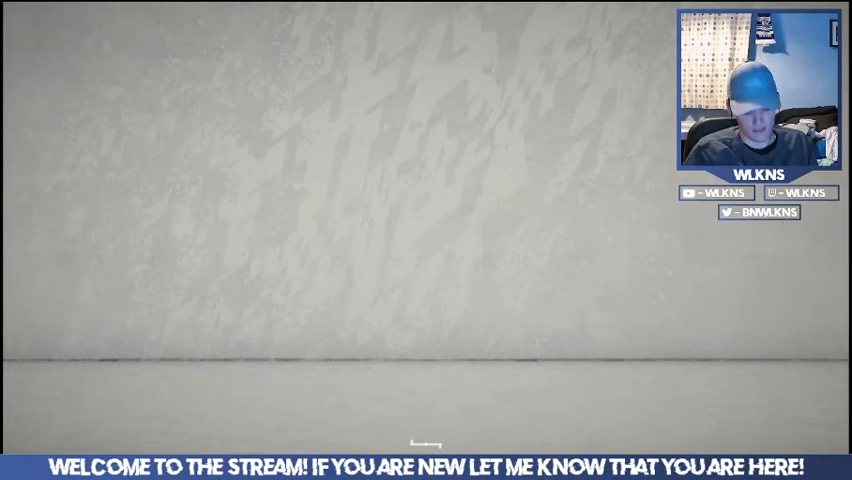 WLKNS
- WLKNS
- WLKNS
- BNWLKNS
WELCOME TO THE STREAM! IF YOU ARE NEW LET ME KNOW THAT YOU ARE HERE!